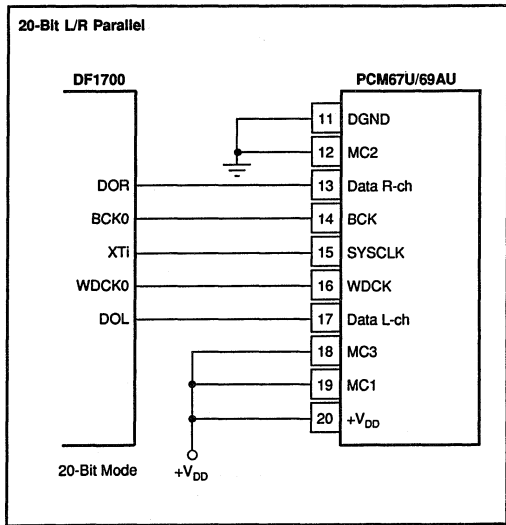 20-Bit L/R Parallel
DF1700
PCM67U/69AU
11 DGND
12 MC2
DOR 13 Data R-ch
BCK0 14 BCK
XTi 15 SYSCLK
WDCK0 16 WDCK
DOL 17 Data L-ch
18 MC3
19 MC1
20 +VDD
20-Bit Mode +VDD